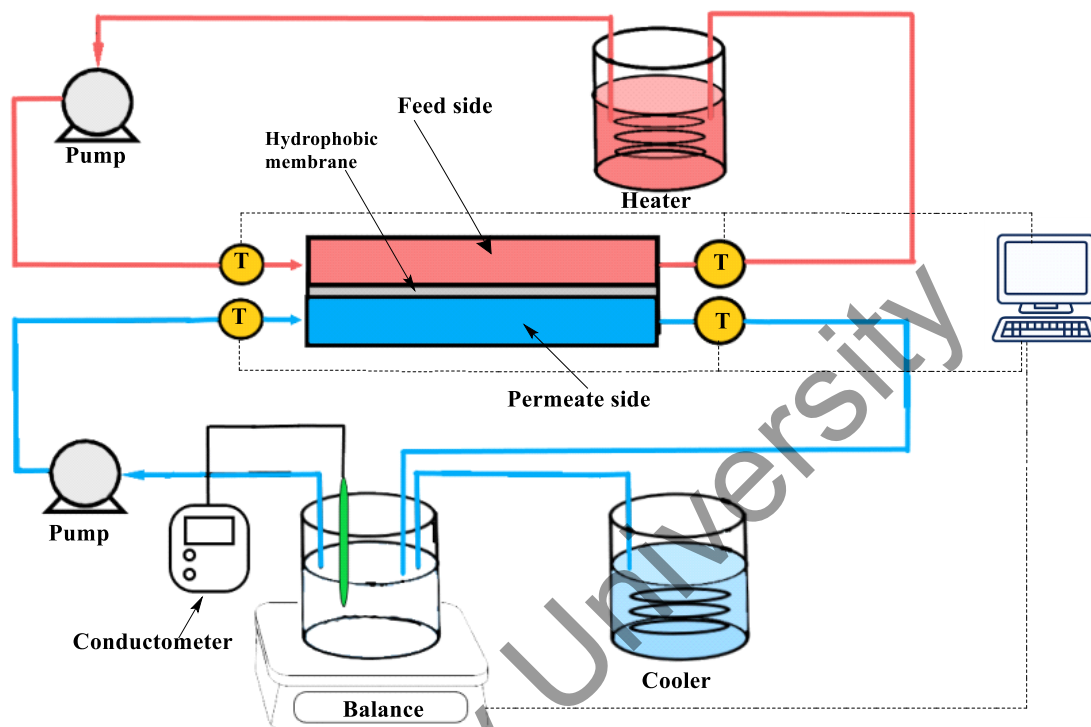 Feed side
Hydrophobic
membrane
Pump
Heater
T
T
T
T
Permeate side
Pump
Conductometer
Cooler
Balance
University